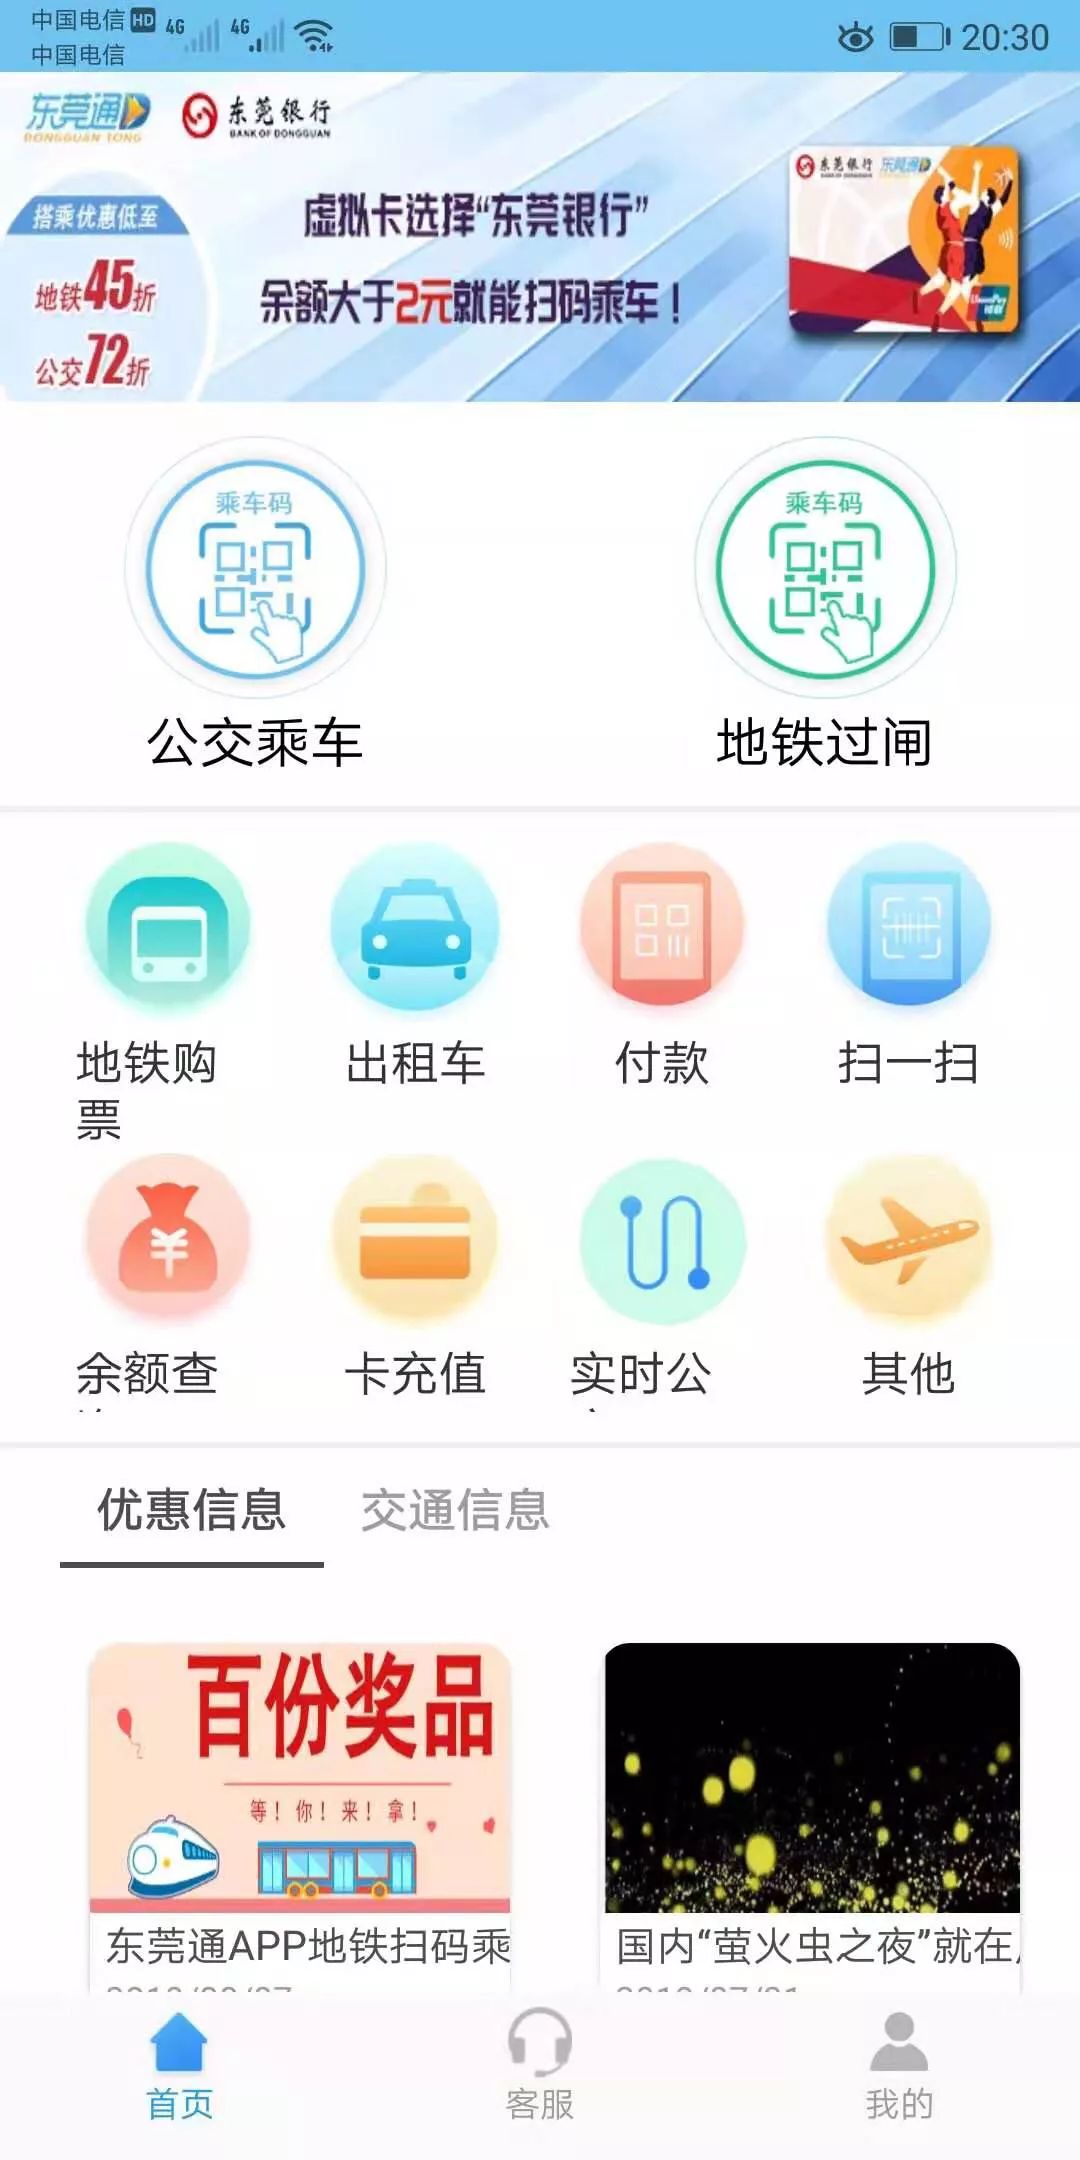 中国电信 HD 4G 4G
中国电信
20:30
东莞通
DONGGUAN TONG
东莞银行
BANK OF DONGGUAN
搭乘优惠低至
地铁45折
公交72折
虚拟卡选择“东莞银行”
余额大于2元就能扫码乘车！
东莞银行 东莞通
UnionPay
银联
乘车码
乘车码
公交乘车
地铁过闸
地铁购
票
出租车
付款
扫一扫
余额查
卡充值
实时公
其他
优惠信息
交通信息
百份奖品
等！你！来！拿！
东莞通APP地铁扫码乘
国内“萤火虫之夜”就在
首页
客服
我的